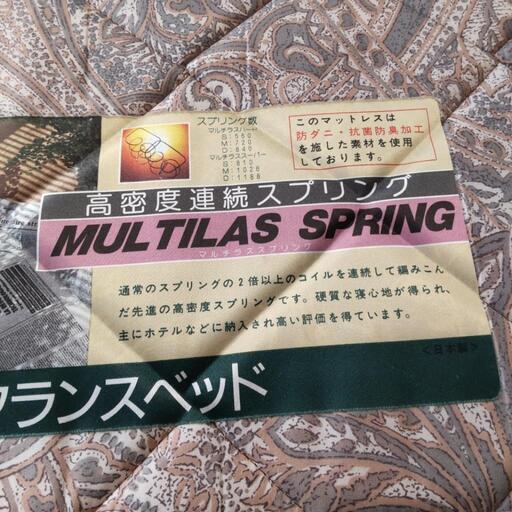 スプリング数
マルチラスハード
S:560
M:720
D:840
マルチラススーパー
S:810
M:1026
D:1188
このマットレスは
防ダニ・抗菌防臭加工
を施した素材を使用
しております。
高密度連続スプリング
MULTILAS SPRING
マルチラススプリング
通常のスプリングの2倍以上のコイルを連続して編みこん
だ先進の高密度スプリングです。硬質な寝心地が得られ、
主にホテルなどに納入され高い評価を得ています。
フランスベッド